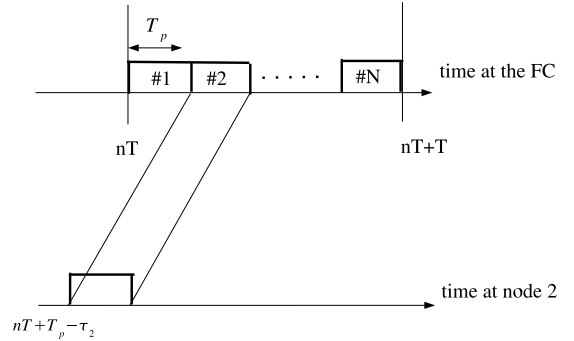 T_p
#1 #2 ..... #N
time at the FC
nT
nT+T
time at node 2
nT+T_p−τ_2